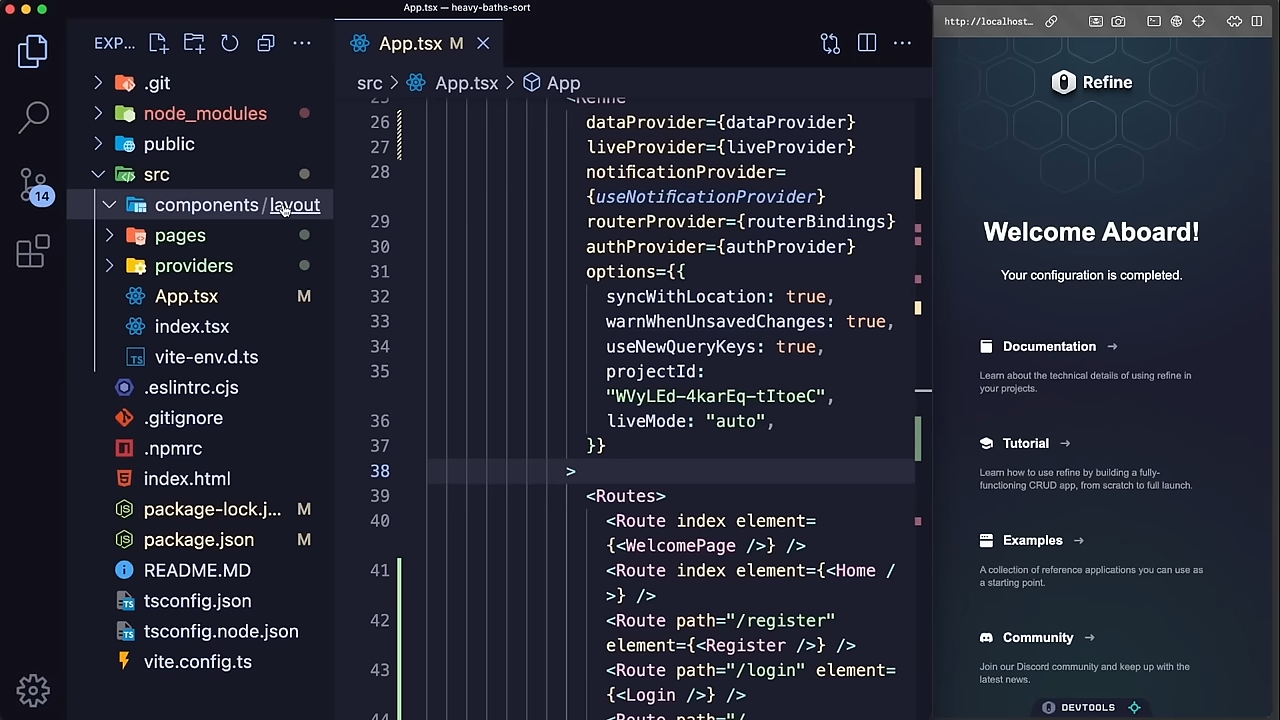 App.tsx — heavy-baths-sort
EXP...
.git
node_modules
public
src
components / layout
pages
providers
App.tsx M
index.tsx
vite-env.d.ts
.eslintrc.cjs
.gitignore
.npmrc
index.html
package-lock.j... M
package.json M
README.MD
tsconfig.json
tsconfig.node.json
vite.config.ts
14
App.tsx M
src > App.tsx > App
25 <Refine
26 dataProvider={dataProvider}
27 liveProvider={liveProvider}
28 notificationProvider=
{useNotificationProvider}
29 routerProvider={routerBindings}
30 authProvider={authProvider}
31 options={{
32 syncWithLocation: true,
33 warnWhenUnsavedChanges: true,
34 useNewQueryKeys: true,
35 projectId:
"WVyLEd-4karEq-tItoeC",
36 liveMode: "auto",
37 }}
38 >
39 <Routes>
40 <Route index element=
{<WelcomePage />} />
41 <Route index element={<Home /
>} />
42 <Route path="/register"
element={<Register />} />
43 <Route path="/login" element=
{<Login />} />
44 <Route path="/
http://localhost...
Refine
Welcome Aboard!
Your configuration is completed.
Documentation →
Learn about the technical details of using refine in
your projects.
Tutorial →
Learn how to use refine by building a fully-
functioning CRUD app, from scratch to full launch.
Examples →
A collection of reference applications you can use as
a starting point.
Community →
Join our Discord community and keep up with the
latest news.
DEVTOOLS